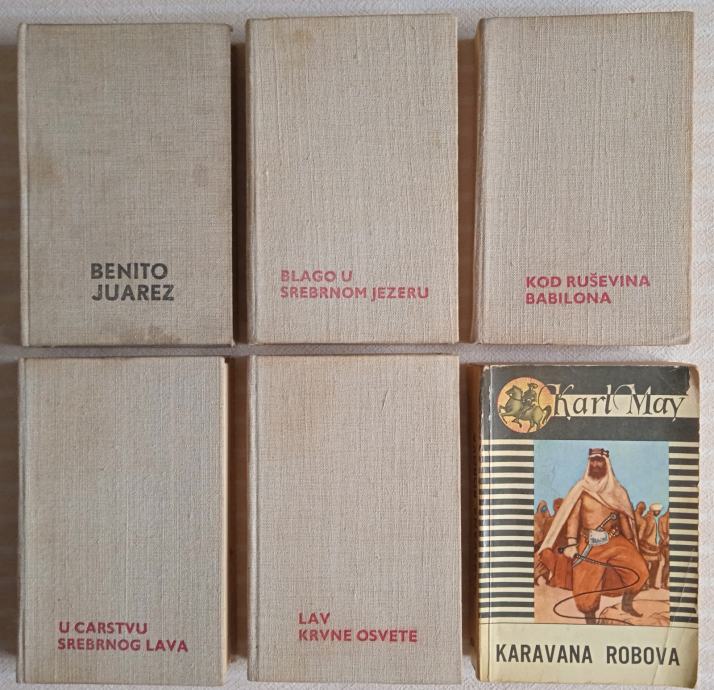 BENITO
JUAREZ
BLAGO U
SREBRNOM JEZERU
KOD RUŠEVINA
BABILONA
U CARSTVU
SREBRNOG LAVA
LAV
KRVNE OSVETE
Karl May
KARAVANA ROBOVA